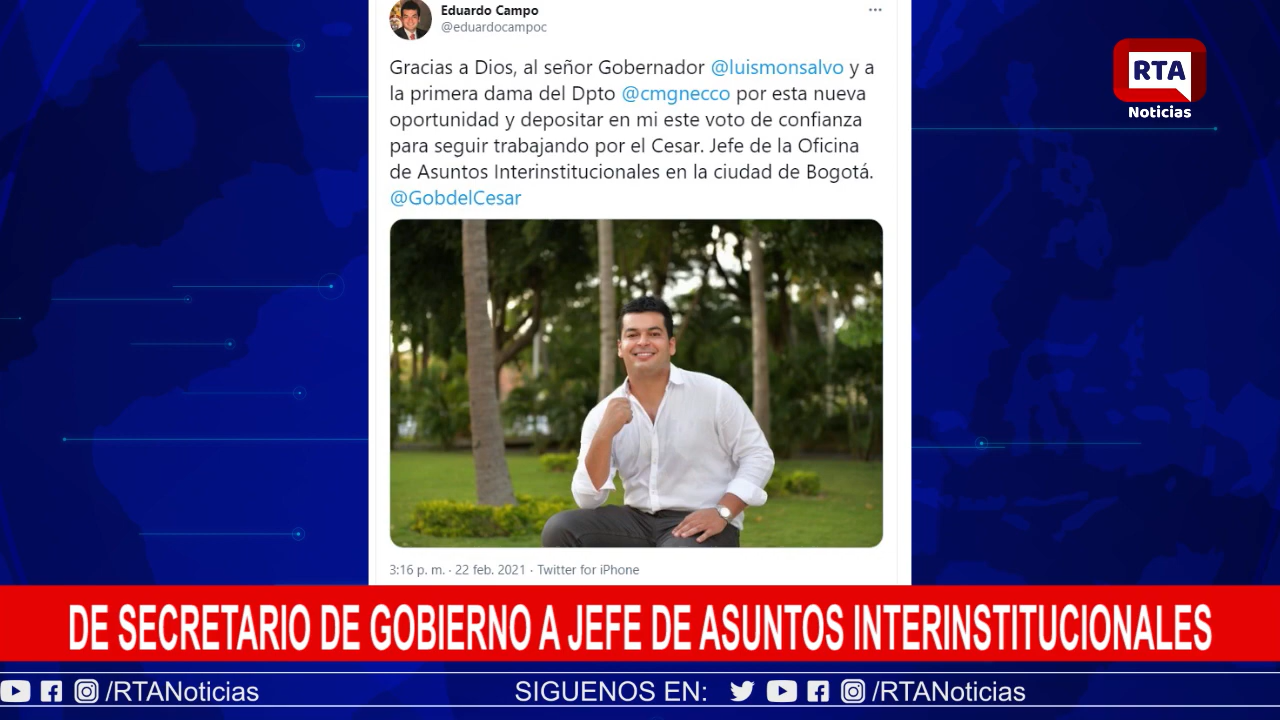 Eduardo Campo
@eduardocampoc
Gracias a Dios, al señor Gobernador @luismonsalvo y a
la primera dama del Dpto @cmgnecco por esta nueva
oportunidad y depositar en mi este voto de confianza
para seguir trabajando por el Cesar. Jefe de la Oficina
de Asuntos Interinstitucionales en la ciudad de Bogotá.
@GobdelCesar
3:16 p. m. · 22 feb. 2021 · Twitter for iPhone
RTA
Noticias
DE SECRETARIO DE GOBIERNO A JEFE DE ASUNTOS INTERINSTITUCIONALES
/RTANoticias SIGUENOS EN: /RTANoticias